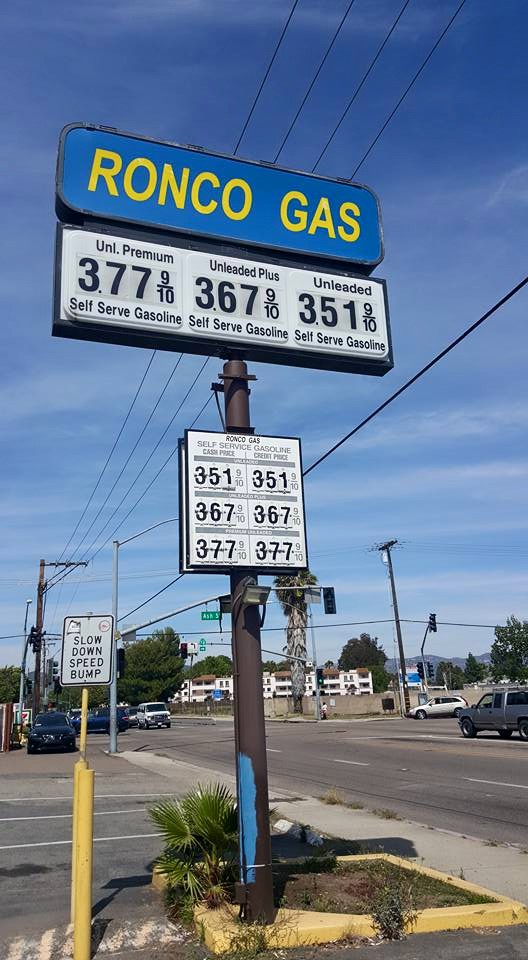 RONCO GAS
Unl. Premium Unleaded Plus Unleaded
3.77 9/10 3.67 9/10 3.51 9/10
Self Serve Gasoline Self Serve Gasoline Self Serve Gasoline
RONCO GAS
SELF SERVICE GASOLINE
CASH PRICE CREDIT PRICE
UNLEADED
351 9/10 351 9/10
UNLEADED PLUS
367 9/10 367 9/10
PREMIUM UNLEADED
377 9/10 377 9/10
Ash S
SLOW
DOWN
SPEED
BUMP